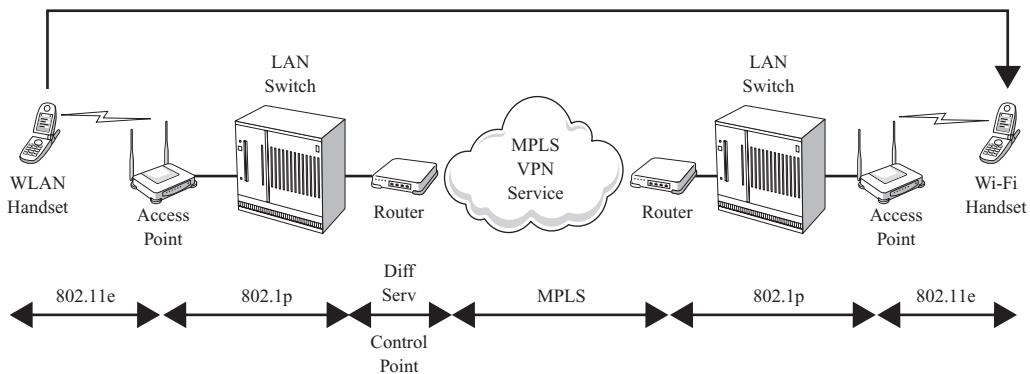 LAN
Switch
LAN
Switch
MPLS
VPN
Service
WLAN
Handset
Access
Point
Router
Router
Access
Point
Wi-Fi
Handset
802.11e
802.1p
Diff
Serv
Control
Point
MPLS
802.1p
802.11e